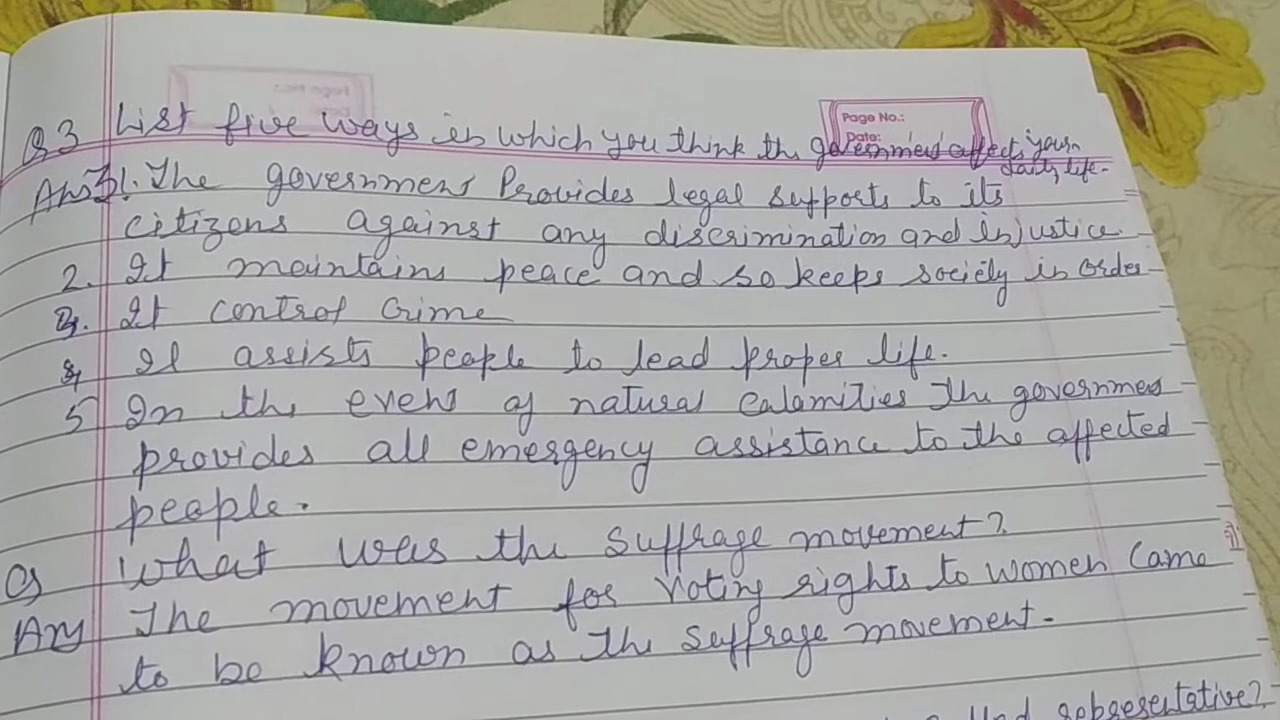 Page No.:
Date:
Q3 List five ways in which you think the government affects your
daily life.
Ans31. The government Provides legal supports to its
citizens against any discrimination and Injustice.
2. It maintains peace and so keeps society in order
3. It control crime
4 It assists people to lead proper life.
5 In the event of natural calamities the government
provides all emergency assistance to the affected
people.
Q What was the suffrage movement?
Ans The movement for voting rights to women came
to be known as the suffrage movement.
representative?